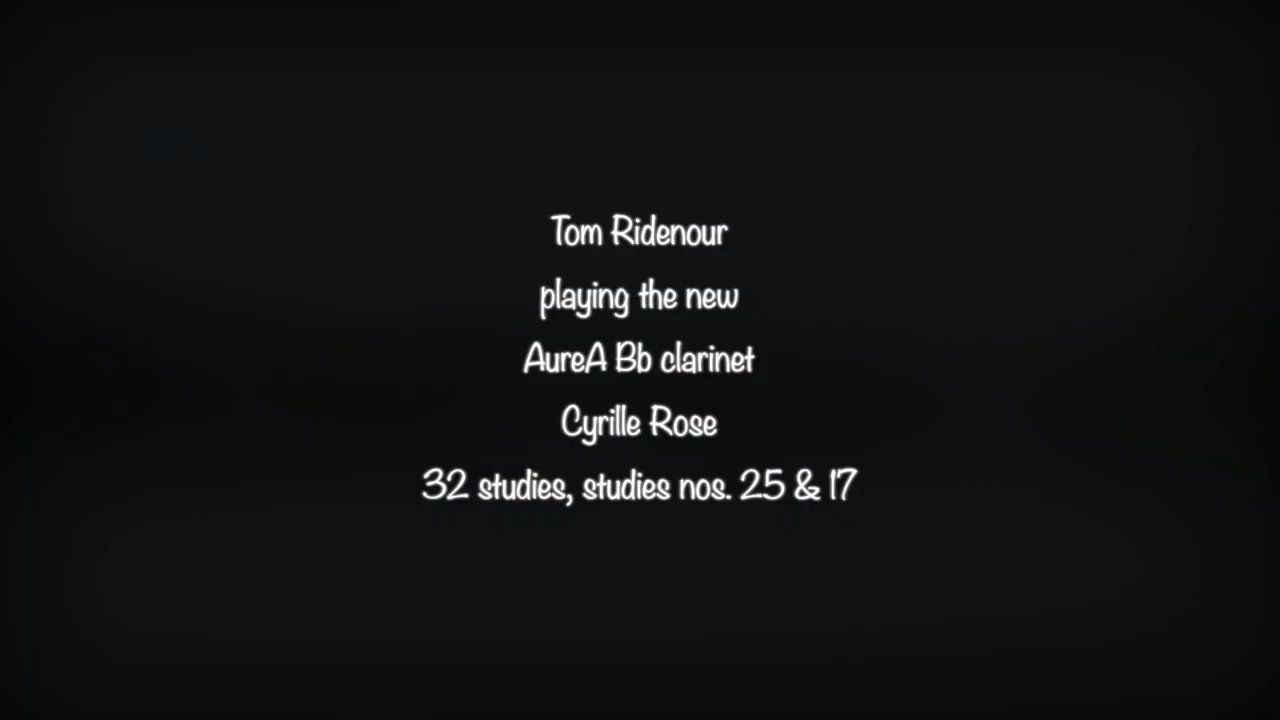 Tom Ridenour
playing the new
AureA Bb clarinet
Cyrille Rose
32 studies, studies nos. 25 & 17